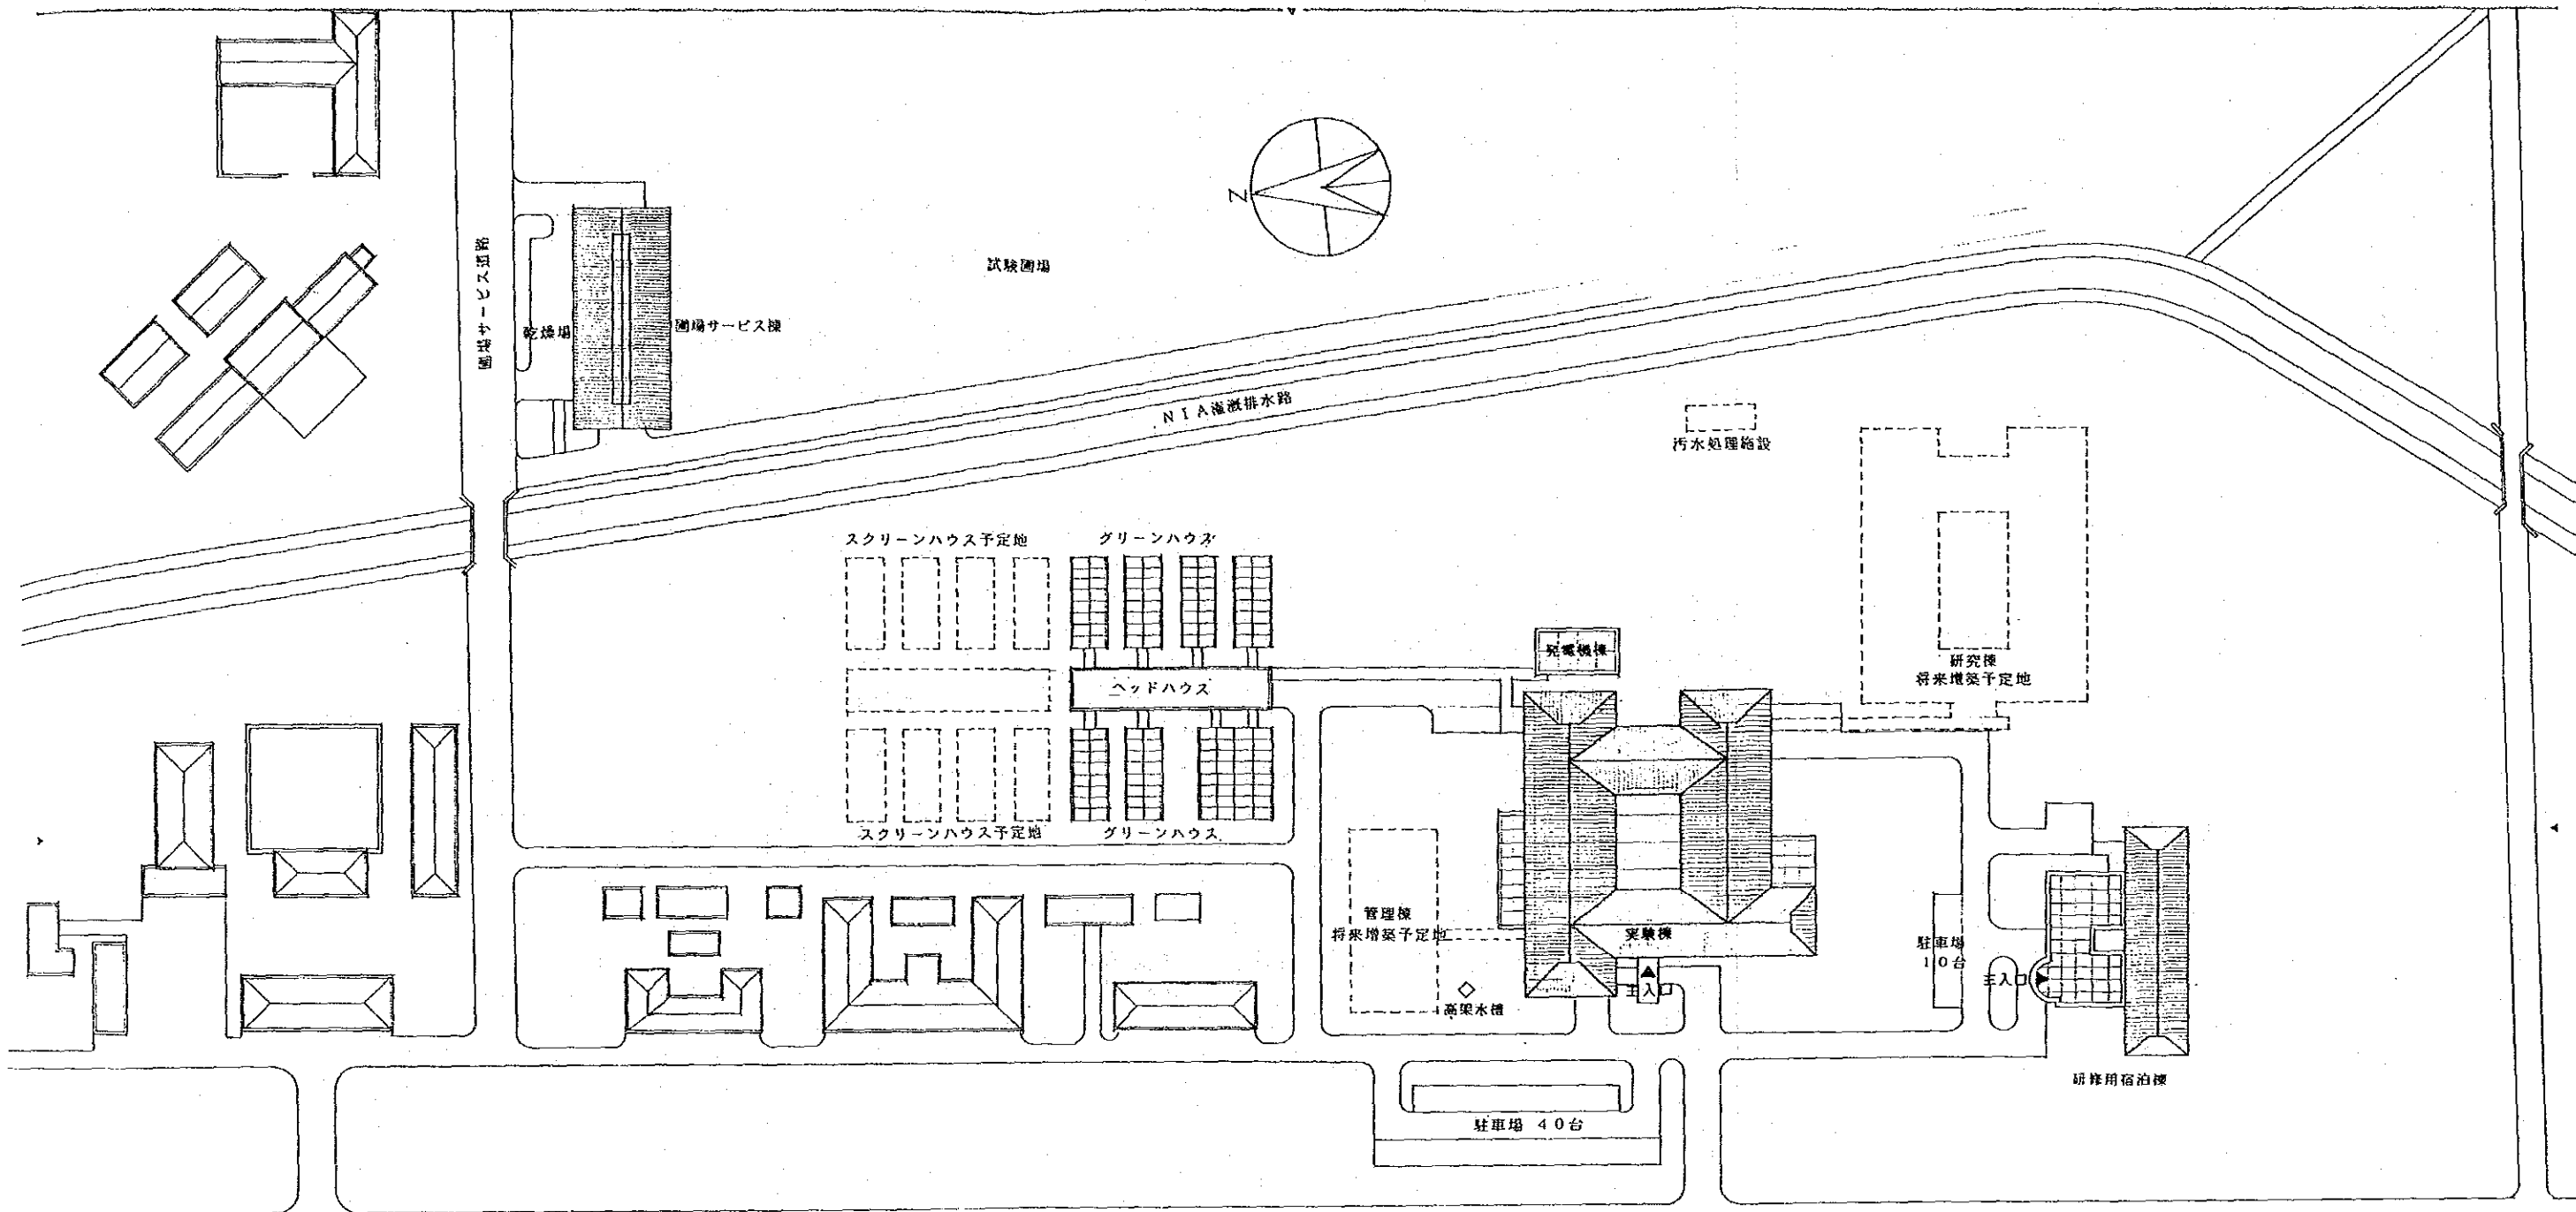 Z
試験圃場
圃場サービス道路
乾燥場
圃場サービス棟
NIA灌漑排水路
汚水処理施設
スクリーンハウス予定地
グリーンハウス
発電機棟
研究棟
将来増築予定地
ヘッドハウス
スクリーンハウス予定地
グリーンハウス
管理棟
将来増築予定地
実験棟
駐車場
10台
主入口
主入口
高架水槽
研修用宿泊棟
駐車場 40台